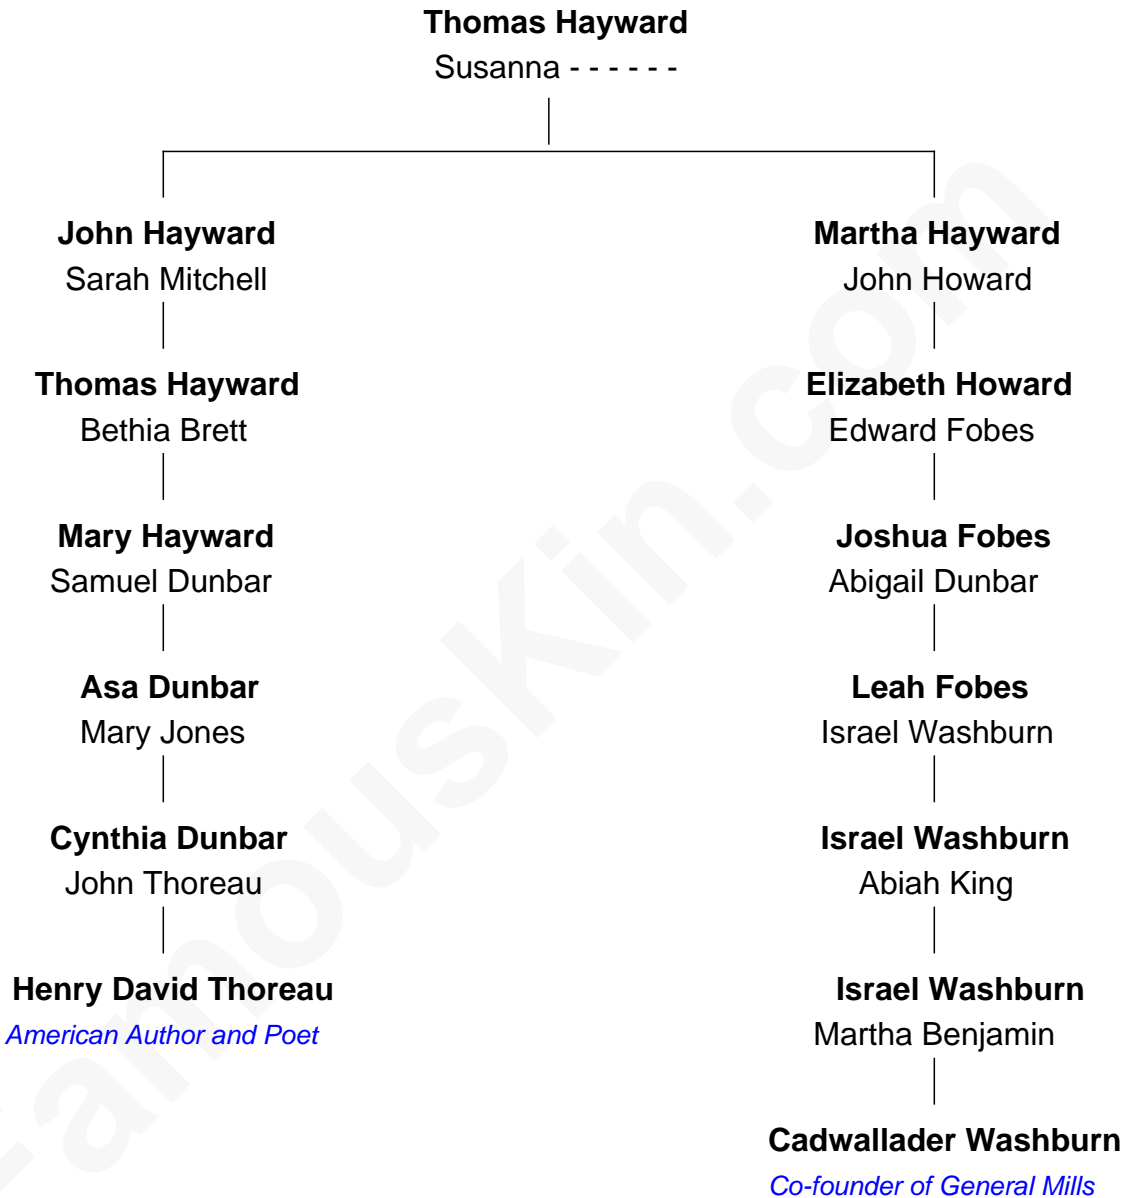 Thomas Hayward
Susanna - - - - - -
John Hayward
Sarah Mitchell
Thomas Hayward
Bethia Brett
Mary Hayward
Samuel Dunbar
Asa Dunbar
Mary Jones
Cynthia Dunbar
John Thoreau
Henry David Thoreau
American Author and Poet
Martha Hayward
John Howard
Elizabeth Howard
Edward Fobes
Joshua Fobes
Abigail Dunbar
Leah Fobes
Israel Washburn
Israel Washburn
Abiah King
Israel Washburn
Martha Benjamin
Cadwallader Washburn
Co-founder of General Mills
FamousKin.com